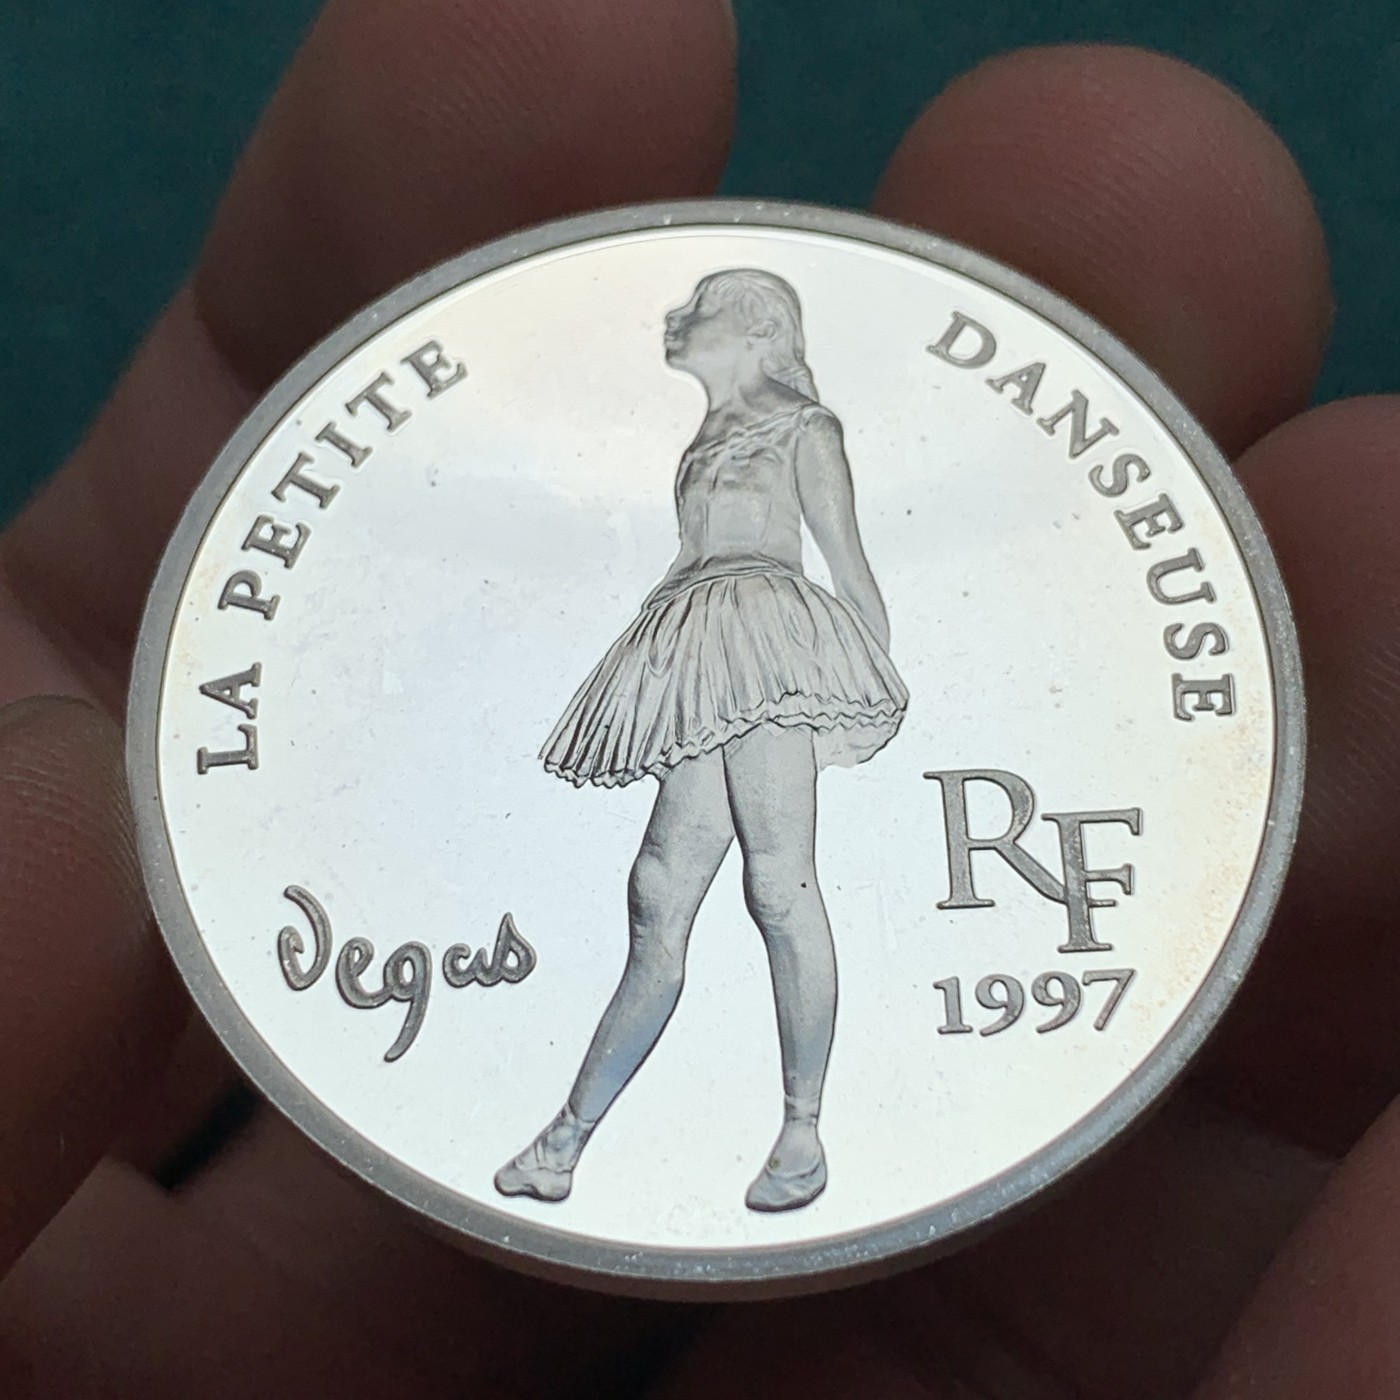 LA PETITE DANSEUSE
Degas
RF
1997